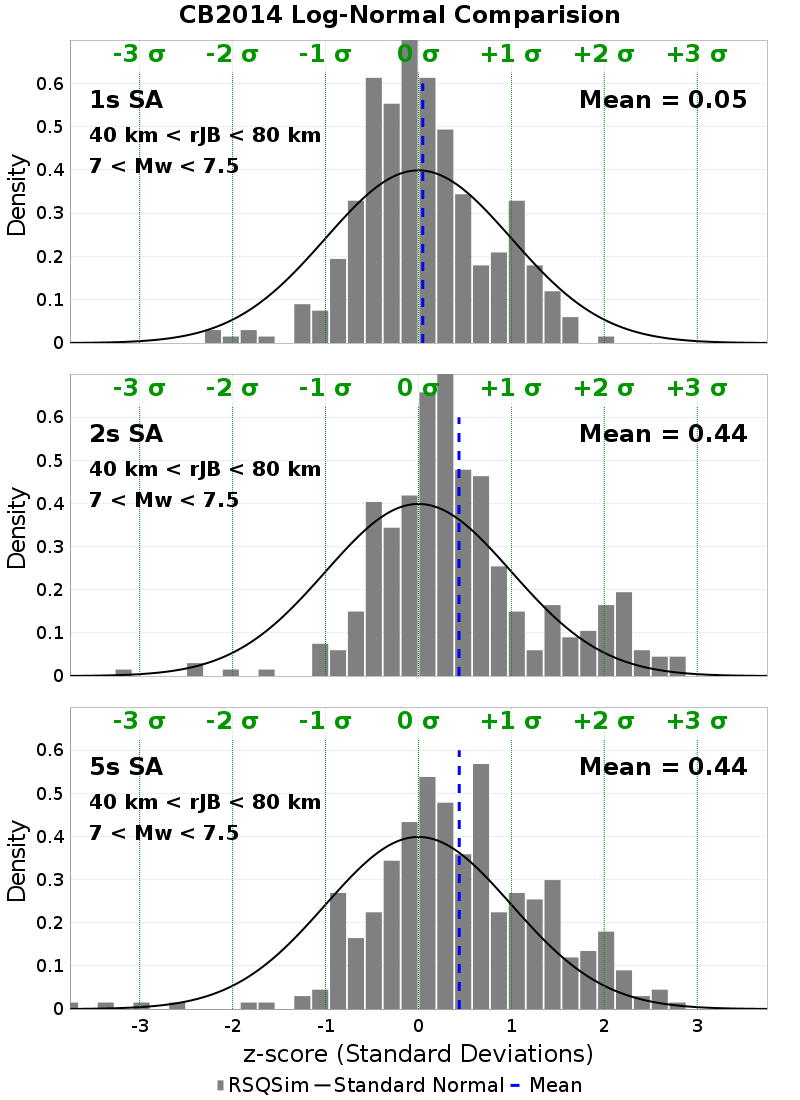 CB2014 Log-Normal Comparision
-3 σ -2 σ -1 σ 0 σ +1 σ +2 σ +3 σ
0.6
1s SA Mean = 0.05
0.5
40 km < rJB < 80 km
7 < Mw < 7.5
0.4
0.3
0.2
0.1
0
Density
-3 σ -2 σ -1 σ 0 σ +1 σ +2 σ +3 σ
0.6
2s SA Mean = 0.44
0.5
40 km < rJB < 80 km
7 < Mw < 7.5
0.4
0.3
0.2
0.1
0
Density
-3 σ -2 σ -1 σ 0 σ +1 σ +2 σ +3 σ
0.6
5s SA Mean = 0.44
0.5
40 km < rJB < 80 km
7 < Mw < 7.5
0.4
0.3
0.2
0.1
0
Density
-3 -2 -1 0 1 2 3
z-score (Standard Deviations)
RSQSim Standard Normal Mean